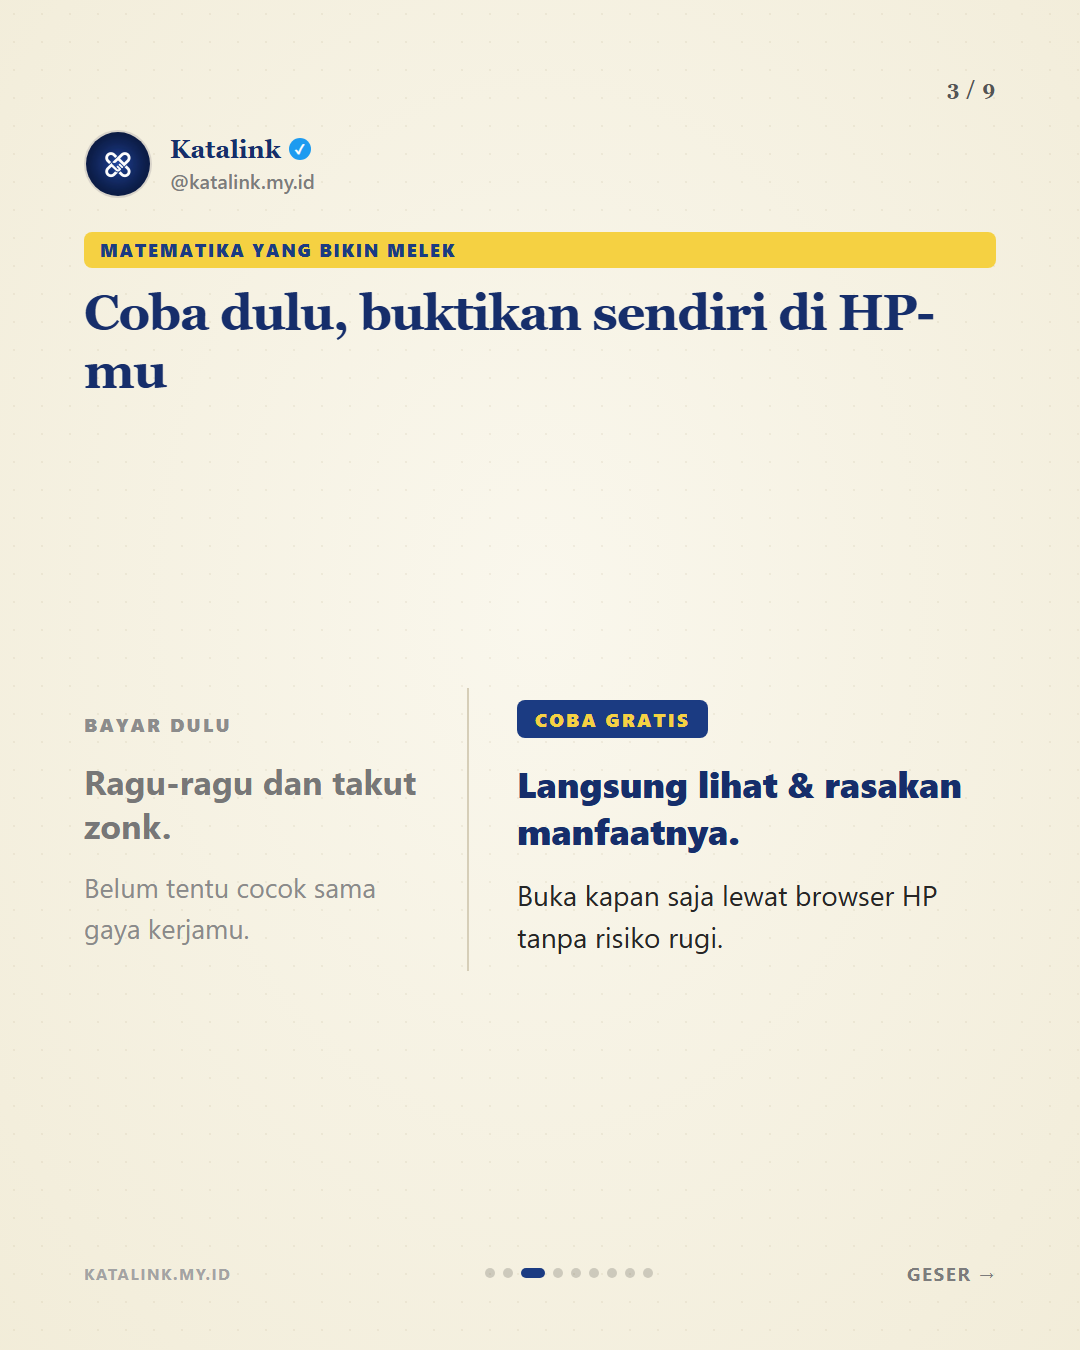 3 / 9
Katalink
@katalink.my.id
MATEMATIKA YANG BIKIN MELEK
Coba dulu, buktikan sendiri di HP-
mu
BAYAR DULU
Ragu-ragu dan takut
zonk.
Belum tentu cocok sama
gaya kerjamu.
COBA GRATIS
Langsung lihat & rasakan
manfaatnya.
Buka kapan saja lewat browser HP
tanpa risiko rugi.
KATALINK.MY.ID
GESER →